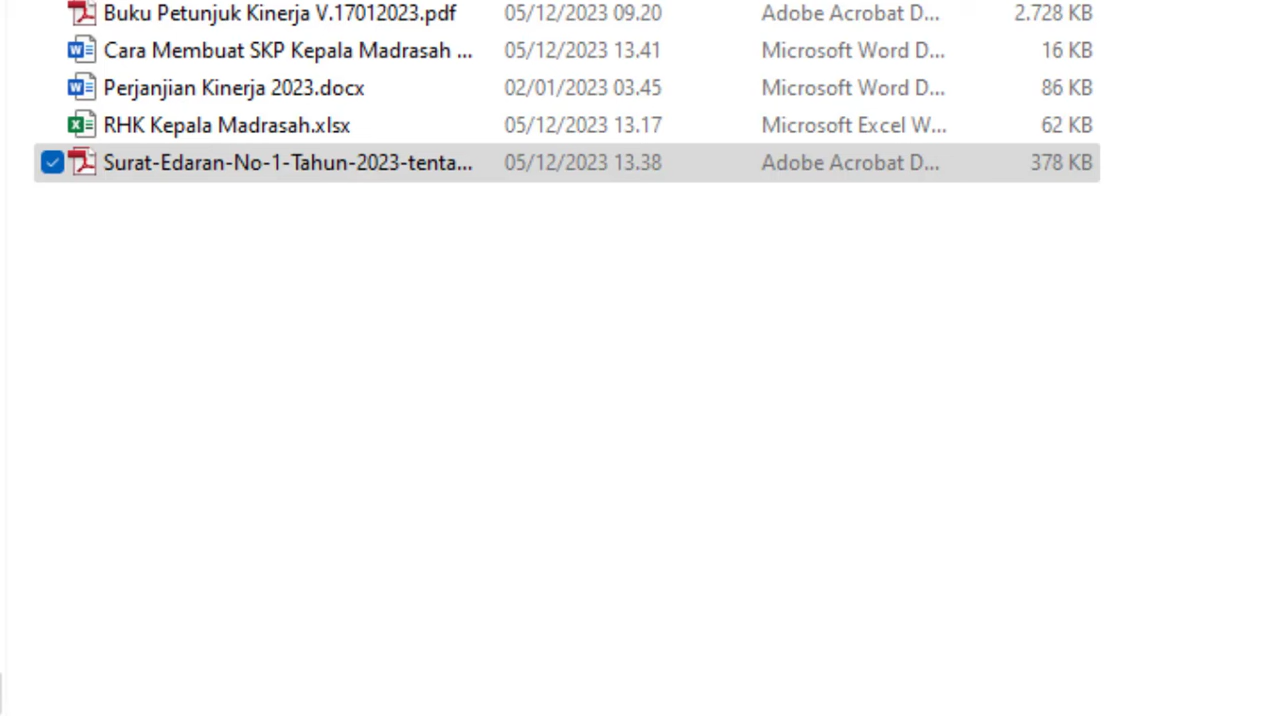 Buku Petunjuk Kinerja V.17012023.pdf 05/12/2023 09.20 Adobe Acrobat D... 2.728 KB
Cara Membuat SKP Kepala Madrasah ... 05/12/2023 13.41 Microsoft Word D... 16 KB
Perjanjian Kinerja 2023.docx 02/01/2023 03.45 Microsoft Word D... 86 KB
RHK Kepala Madrasah.xlsx 05/12/2023 13.17 Microsoft Excel W... 62 KB
Surat-Edaran-No-1-Tahun-2023-tenta... 05/12/2023 13.38 Adobe Acrobat D... 378 KB